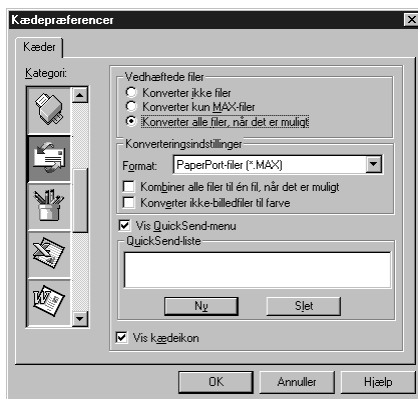 Kædepræferencer
Kæder
Kategori:
Vedhæftede filer
Konverter ikke filer
Konverter kun MAX-filer
Konverter alle filer, når det er muligt
Konverteringsindstillinger
Format: PaperPort-filer (*.MAX)
Kombiner alle filer til én fil, når det er muligt
Konverter ikke-billedfiler til farve
Vis QuickSend-menu
QuickSend-liste
Ny Slet
Vis kædeikon
OK Annuller Hjælp